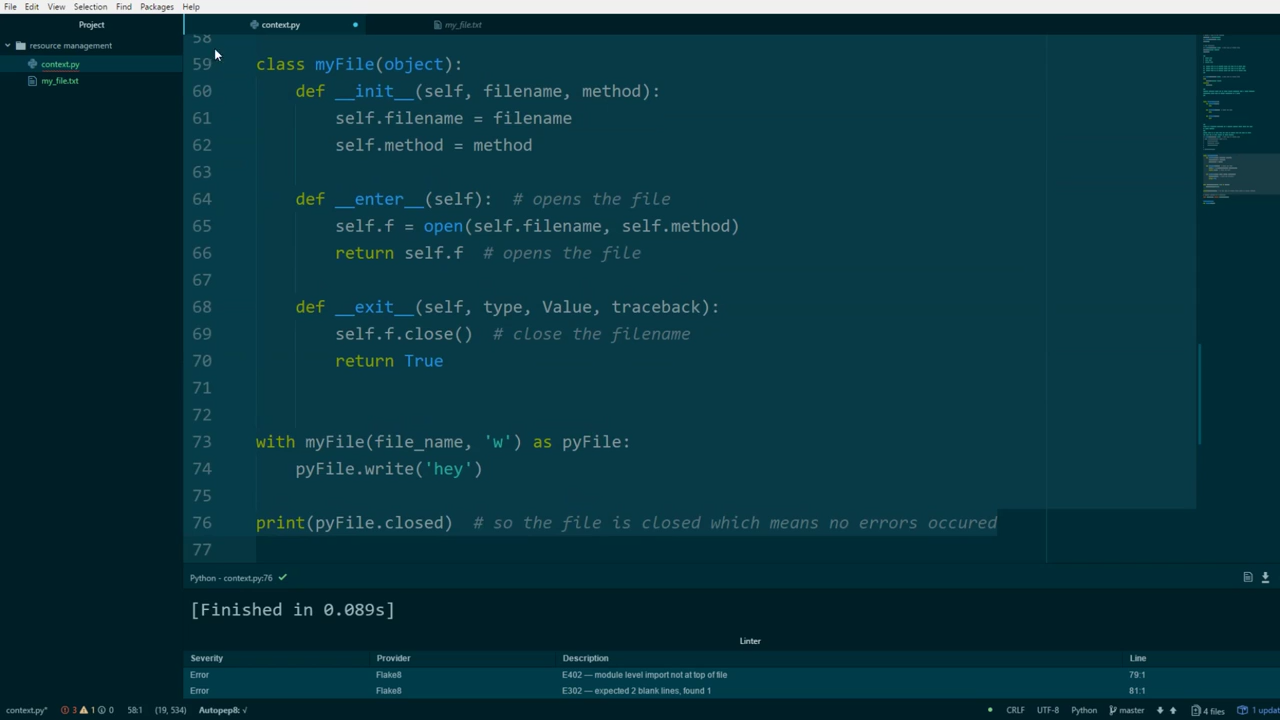 File Edit View Selection Find Packages Help
Project
context.py
my_file.txt
resource management
context.py
my_file.txt
58
59 class myFile(object):
60 def __init__(self, filename, method):
61 self.filename = filename
62 self.method = method
63
64 def __enter__(self): # opens the file
65 self.f = open(self.filename, self.method)
66 return self.f # opens the file
67
68 def __exit__(self, type, Value, traceback):
69 self.f.close() # close the filename
70 return True
71
72
73 with myFile(file_name, 'w') as pyFile:
74 pyFile.write('hey')
75
76 print(pyFile.closed) # so the file is closed which means no errors occured
77
Python - context.py:76
[Finished in 0.089s]
Linter
Severity Provider Description Line
Error Flake8 E402 — module level import not at top of file 79:1
Error Flake8 E302 — expected 2 blank lines, found 1 81:1
context.py* 3 1 0 58:1 (19, 534) Autopep8: √ CRLF UTF-8 Python master 4 files 1 updat